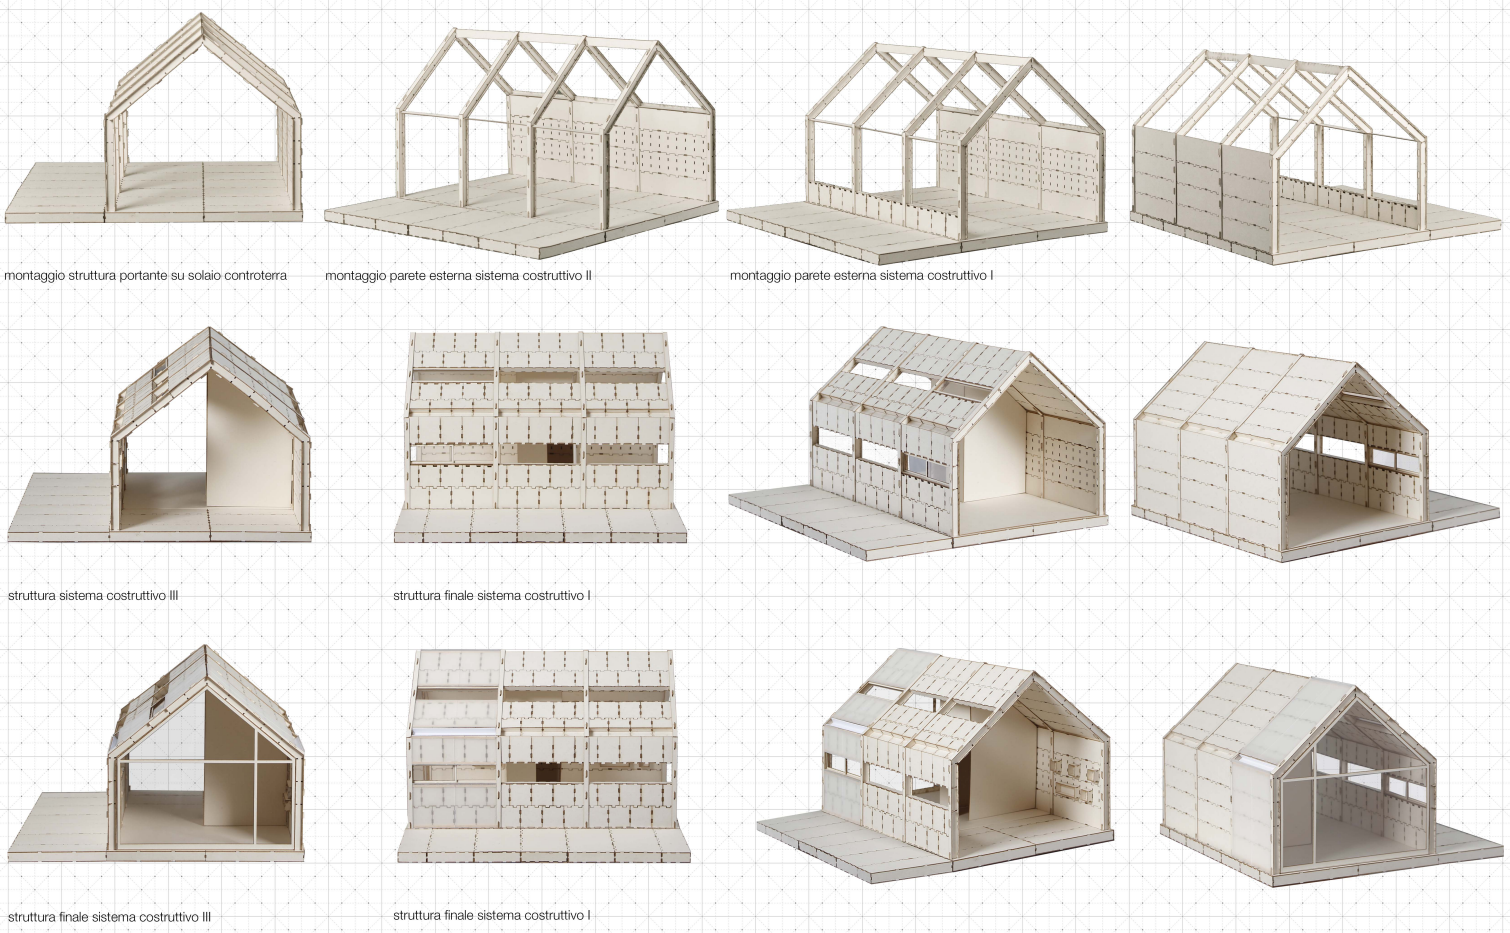 montaggio struttura portante su solaio controterra
montaggio parete esterna sistema costruttivo II
montaggio parete esterna sistema costruttivo I
struttura sistema costruttivo III
struttura finale sistema costruttivo I
struttura finale sistema costruttivo III
struttura finale sistema costruttivo I